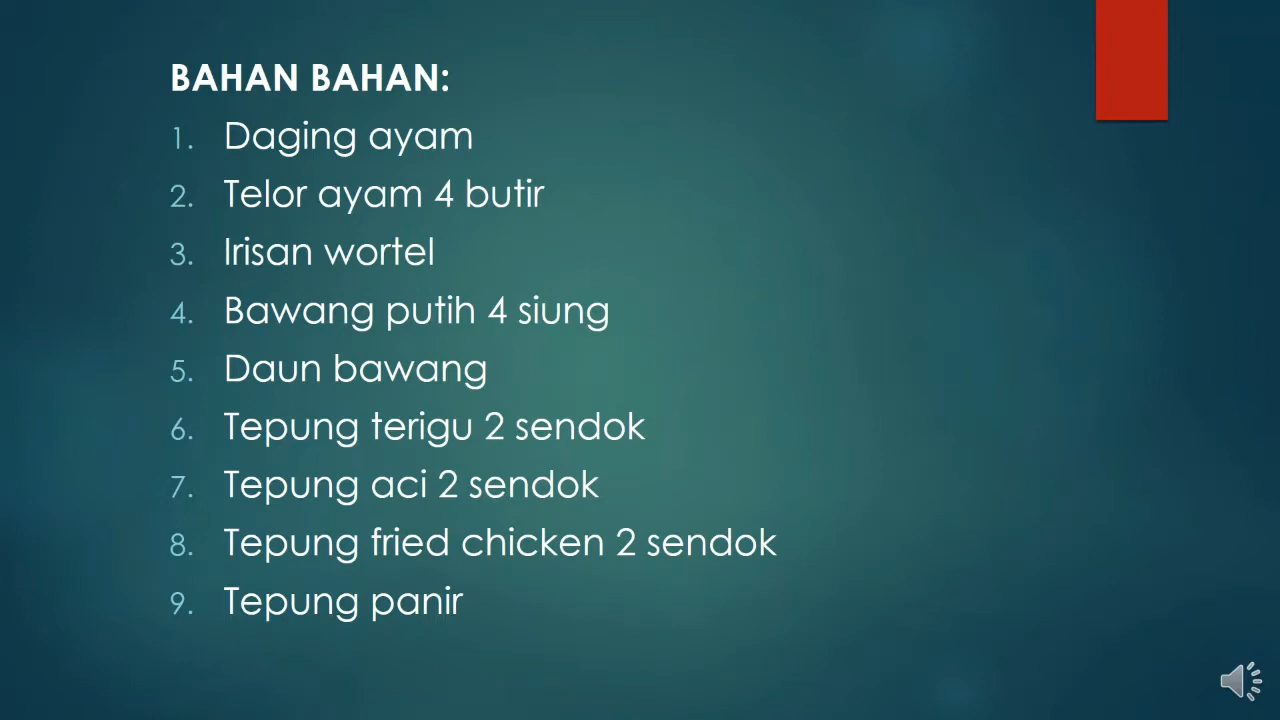 BAHAN BAHAN:
1. Daging ayam
2. Telor ayam 4 butir
3. Irisan wortel
4. Bawang putih 4 siung
5. Daun bawang
6. Tepung terigu 2 sendok
7. Tepung aci 2 sendok
8. Tepung fried chicken 2 sendok
9. Tepung panir